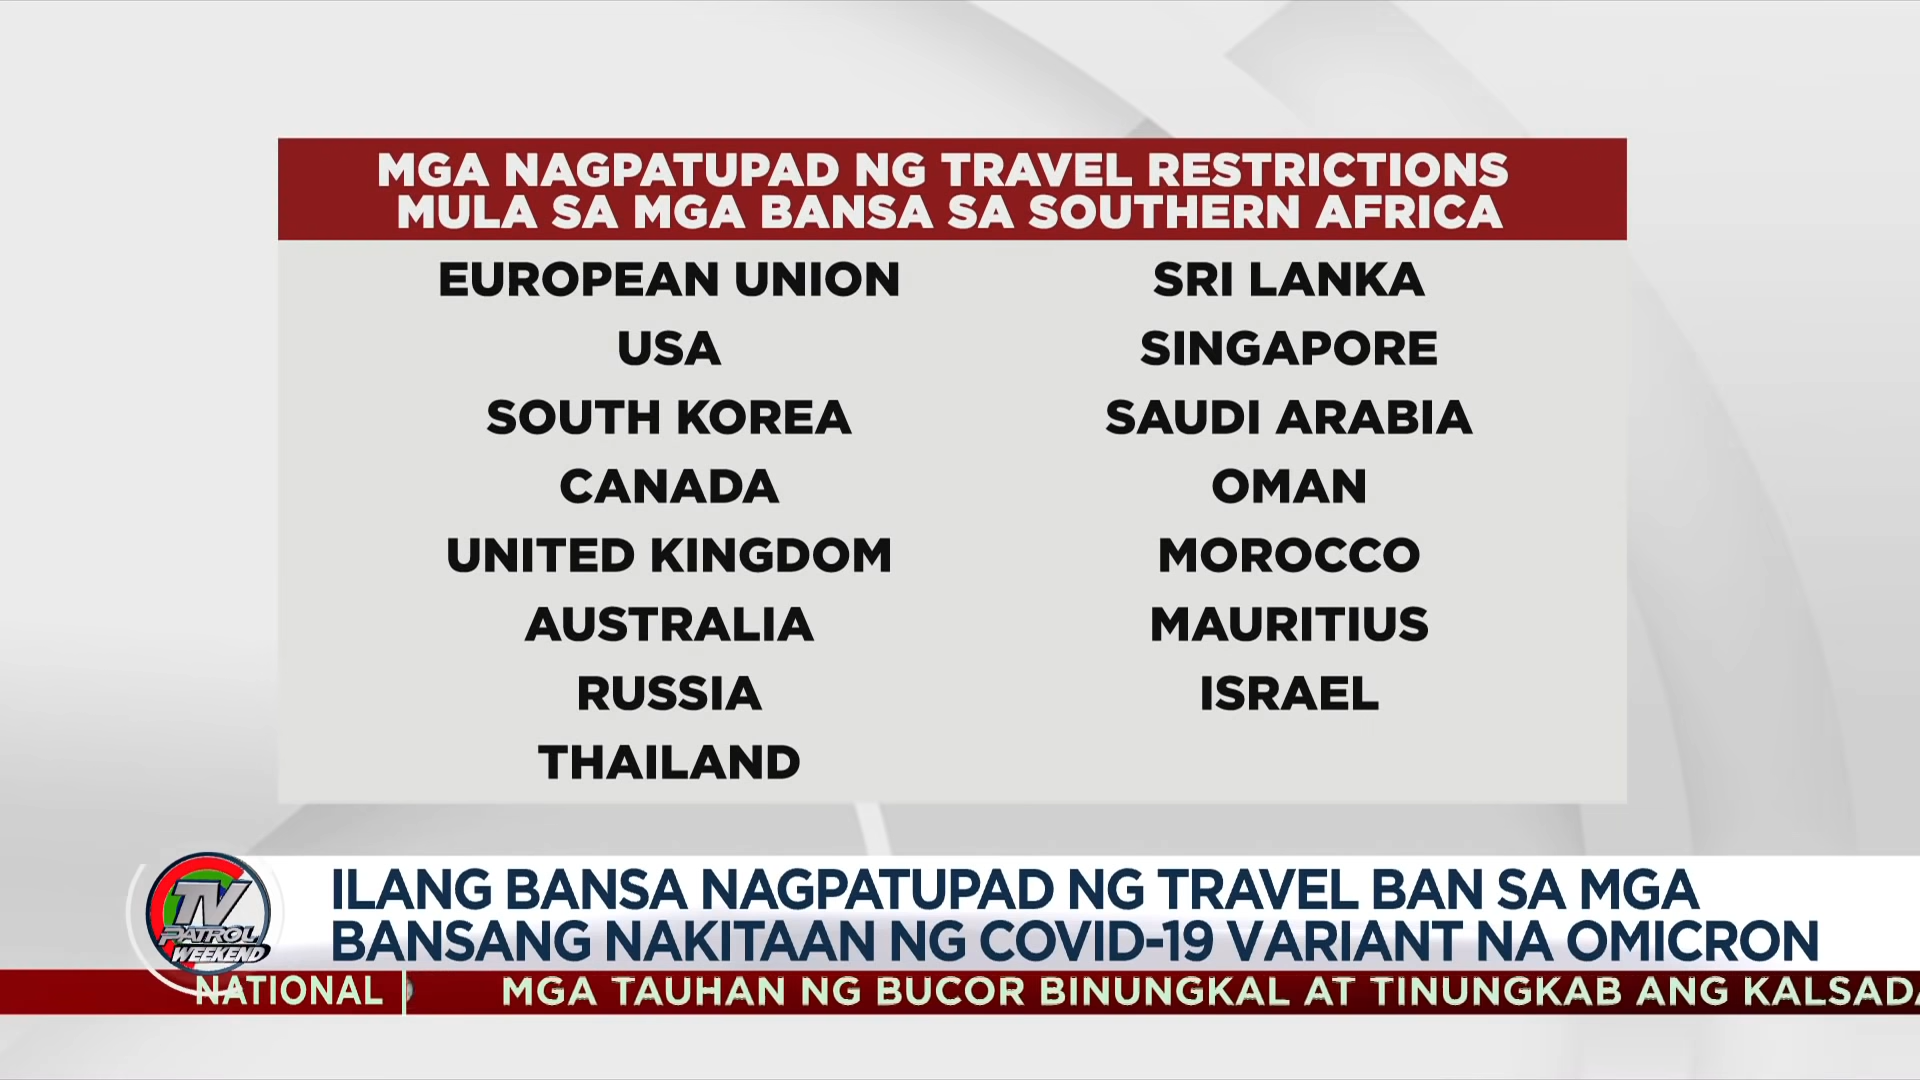 MGA NAGPATUPAD NG TRAVEL RESTRICTIONS
MULA SA MGA BANSA SA SOUTHERN AFRICA
EUROPEAN UNION
USA
SOUTH KOREA
CANADA
UNITED KINGDOM
AUSTRALIA
RUSSIA
THAILAND
SRI LANKA
SINGAPORE
SAUDI ARABIA
OMAN
MOROCCO
MAURITIUS
ISRAEL
TV
PATROL
WEEKEND
ILANG BANSA NAGPATUPAD NG TRAVEL BAN SA MGA
BANSANG NAKITAAN NG COVID-19 VARIANT NA OMICRON
NATIONAL
MGA TAUHAN NG BUCOR BINUNGKAL AT TINUNGKAB ANG KALSADA